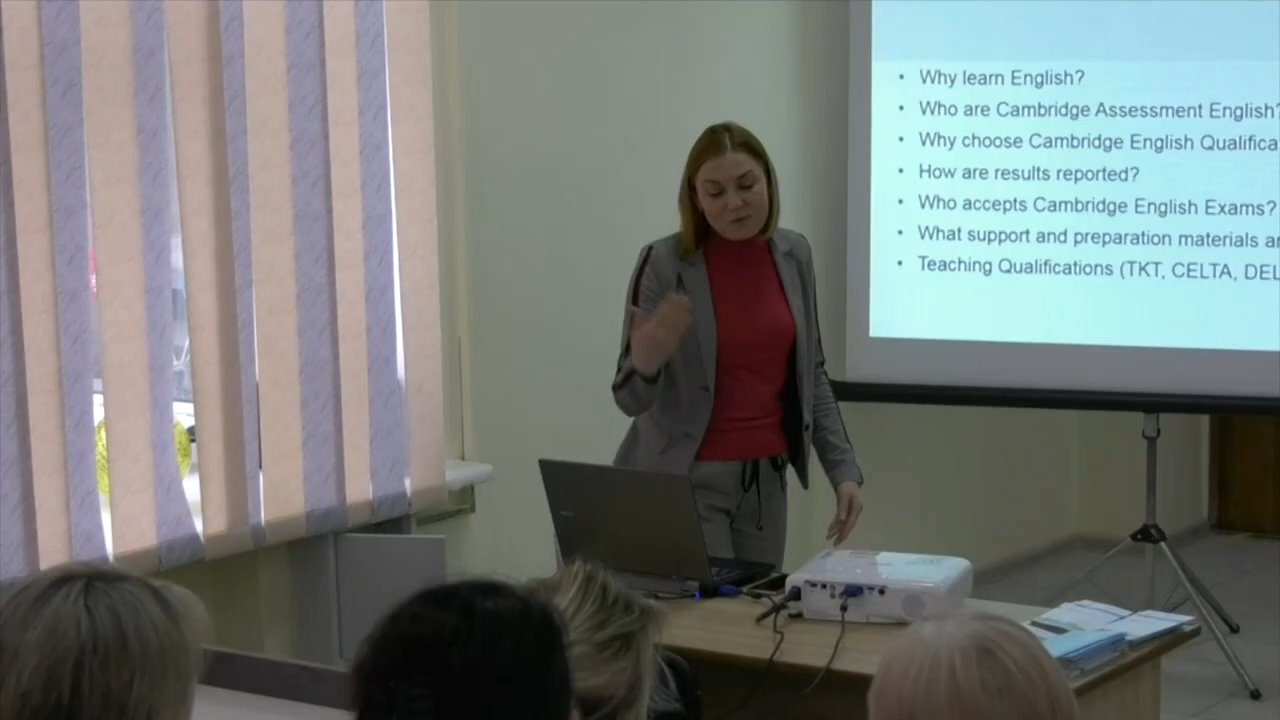 • Why learn English?
• Who are Cambridge Assessment English?
• Why choose Cambridge English Qualifica
• How are results reported?
• Who accepts Cambridge English Exams?
• What support and preparation materials a
• Teaching Qualifications (TKT, CELTA, DEL